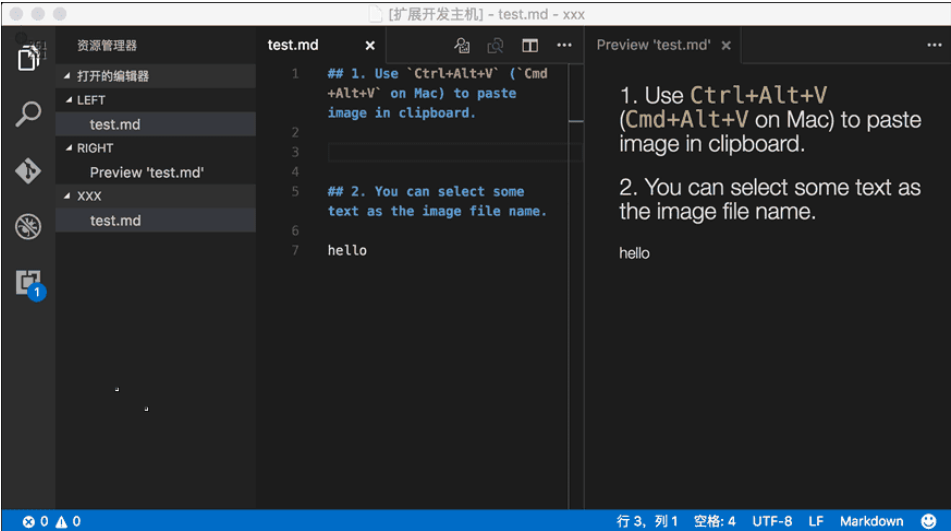 [扩展开发主机] - test.md - xxx
资源管理器
打开的编辑器
LEFT
test.md
RIGHT
Preview 'test.md'
XXX
test.md
1
test.md
1 ## 1. Use `Ctrl+Alt+V` (`Cmd
+Alt+V` on Mac) to paste
image in clipboard.
2
3
4
5 ## 2. You can select some
text as the image file name.
6
7 hello
Preview 'test.md'
1. Use Ctrl+Alt+V
(Cmd+Alt+V on Mac) to paste
image in clipboard.
2. You can select some text as
the image file name.
hello
0 0 行 3，列 1 空格: 4 UTF-8 LF Markdown